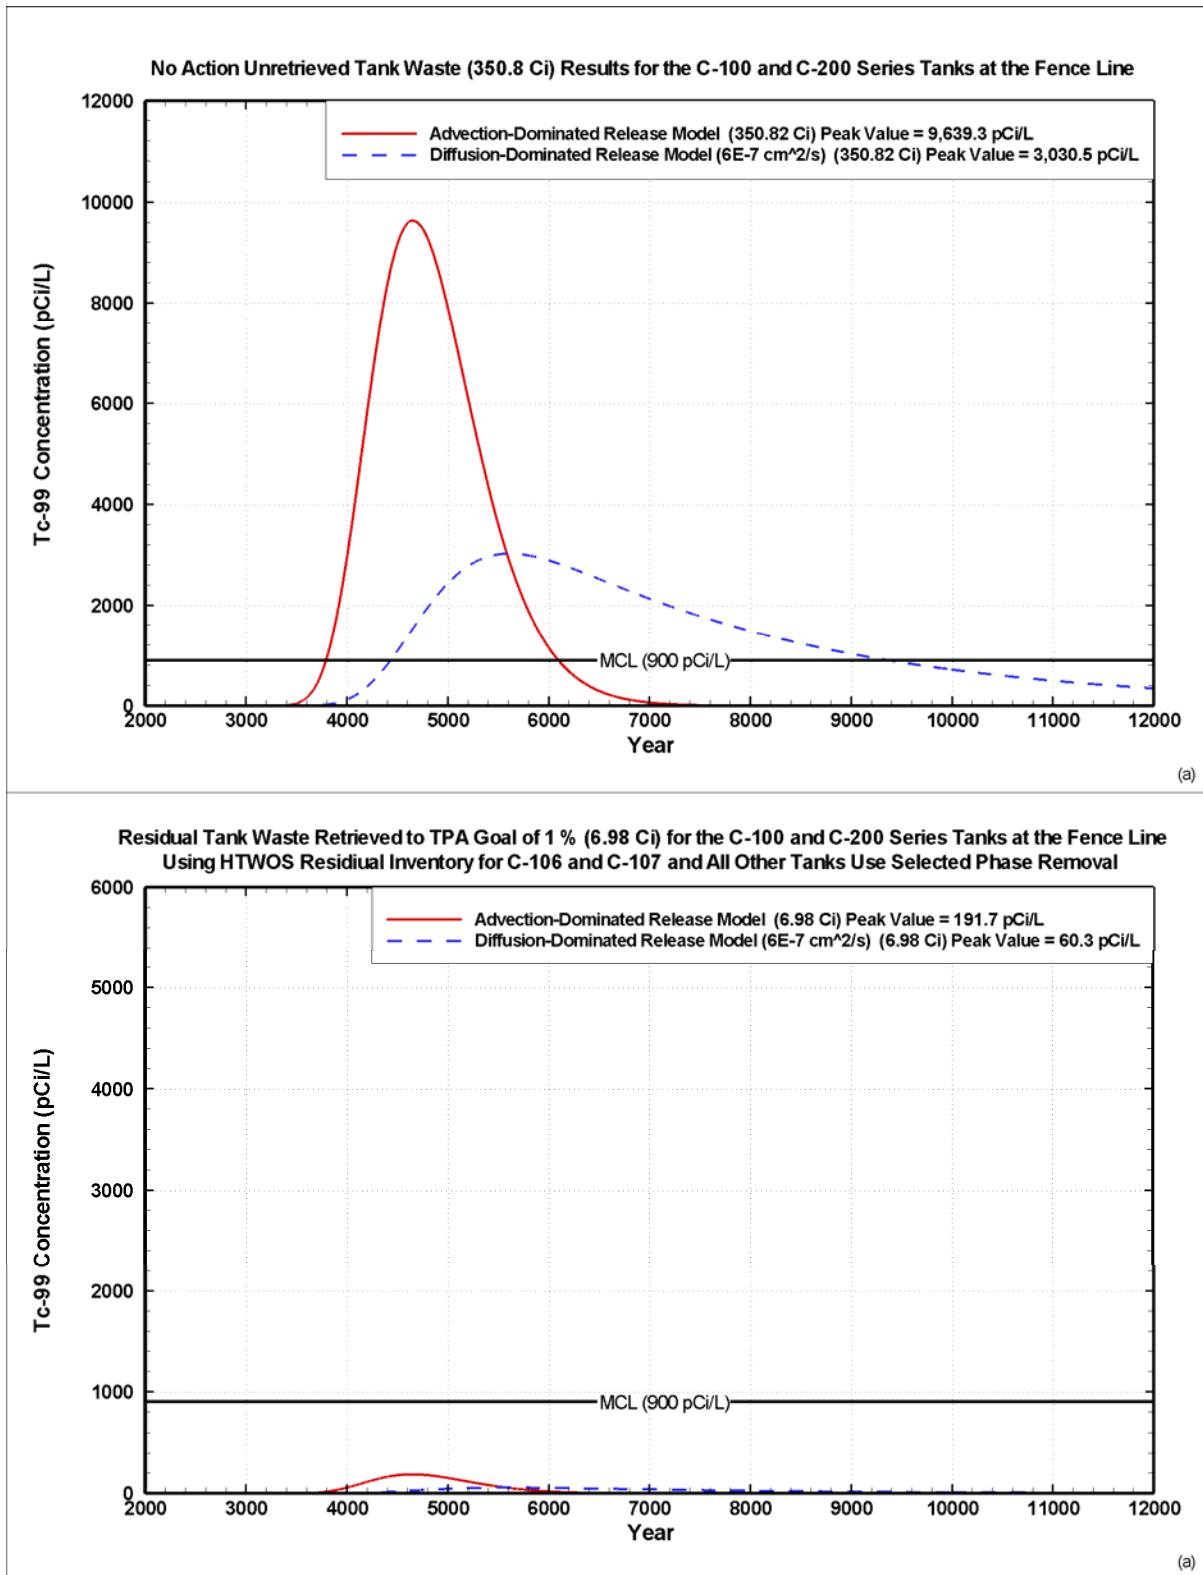 No Action Unretrieved Tank Waste (350.8 Ci) Results for the C-100 and C-200 Series Tanks at the Fence Line
12000
Advection-Dominated Release Model (350.82 Ci) Peak Value = 9,639.3 pCi/L
Diffusion-Dominated Release Model (6E-7 cm^2/s) (350.82 Ci) Peak Value = 3,030.5 pCi/L
10000
8000
6000
4000
2000
0
Tc-99 Concentration (pCi/L)
MCL (900 pCi/L)
2000 3000 4000 5000 6000 7000 8000 9000 10000 11000 12000
Year
(a)
Residual Tank Waste Retrieved to TPA Goal of 1 % (6.98 Ci) for the C-100 and C-200 Series Tanks at the Fence Line
Using HTWOS Residiual Inventory for C-106 and C-107 and All Other Tanks Use Selected Phase Removal
6000
Advection-Dominated Release Model (6.98 Ci) Peak Value = 191.7 pCi/L
Diffusion-Dominated Release Model (6E-7 cm^2/s) (6.98 Ci) Peak Value = 60.3 pCi/L
5000
4000
3000
2000
1000
0
Tc-99 Concentration (pCi/L)
MCL (900 pCi/L)
2000 3000 4000 5000 6000 7000 8000 9000 10000 11000 12000
Year
(a)